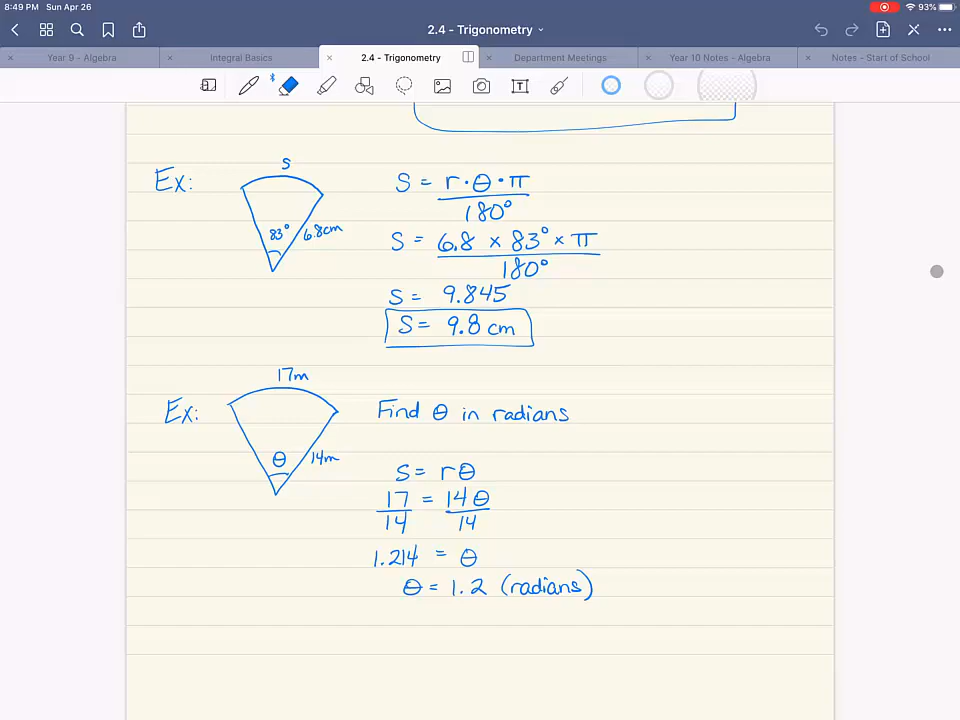 8:49 PM Sun Apr 26
93%
2.4 - Trigonometry
Year 9 - Algebra
Integral Basics
2.4 - Trigonometry
Department Meetings
Year 10 Notes - Algebra
Notes - Start of School
Ex:
S
83°
6.8cm
S = r·θ·π
180°
S = 6.8 × 83° × π
180°
S = 9.845
S = 9.8 cm
17m
Ex:
θ
14m
Find θ in radians
S = rθ
17 = 14θ
14 14
1.214 = θ
θ = 1.2 (radians)